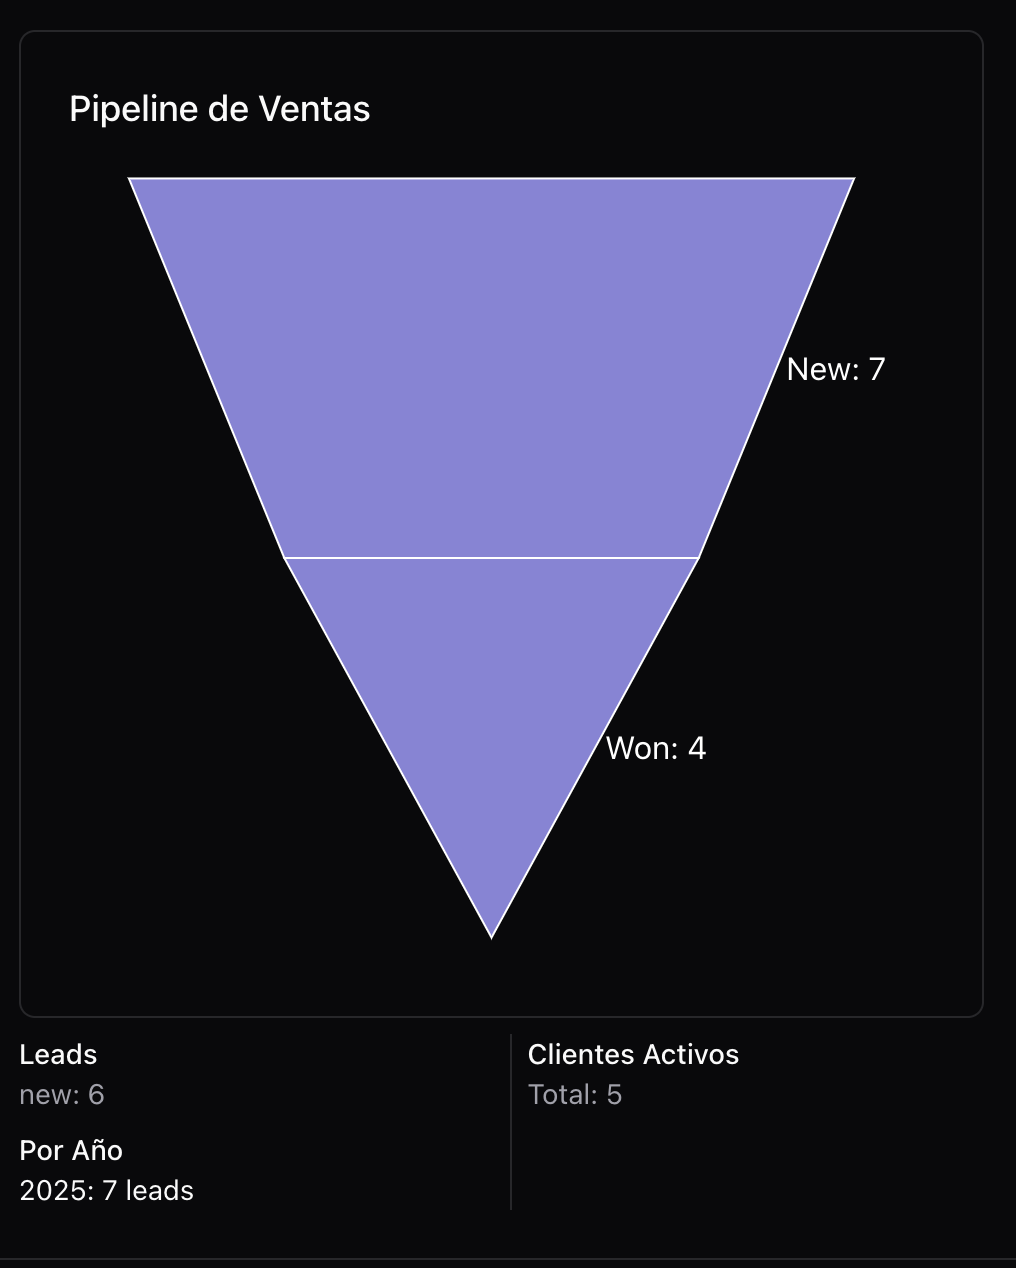 Pipeline de Ventas
New: 7
Won: 4
Leads
new: 6
Por Año
2025: 7 leads
Clientes Activos
Total: 5